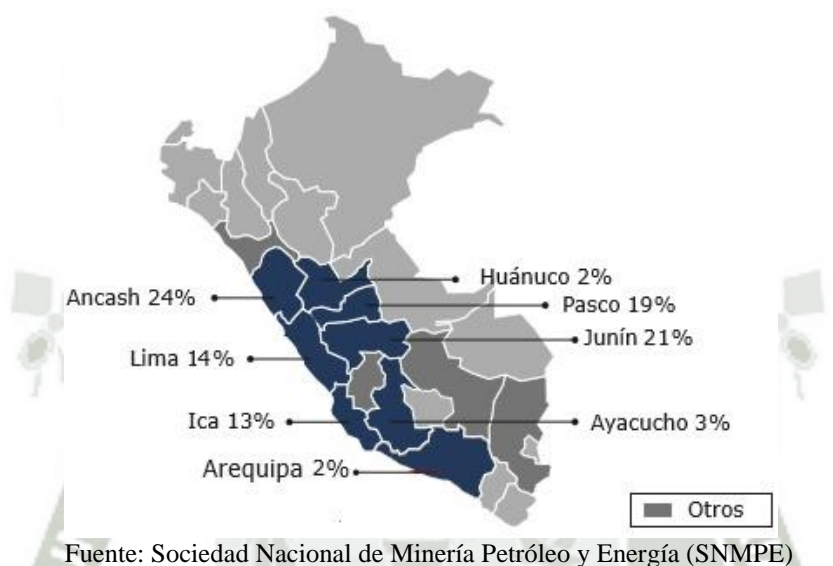 Huánuco 2%
Ancash 24%
Pasco 19%
Junín 21%
Lima 14%
Ica 13%
Ayacucho 3%
Arequipa 2%
Otros
Fuente: Sociedad Nacional de Minería Petróleo y Energía (SNMPE)